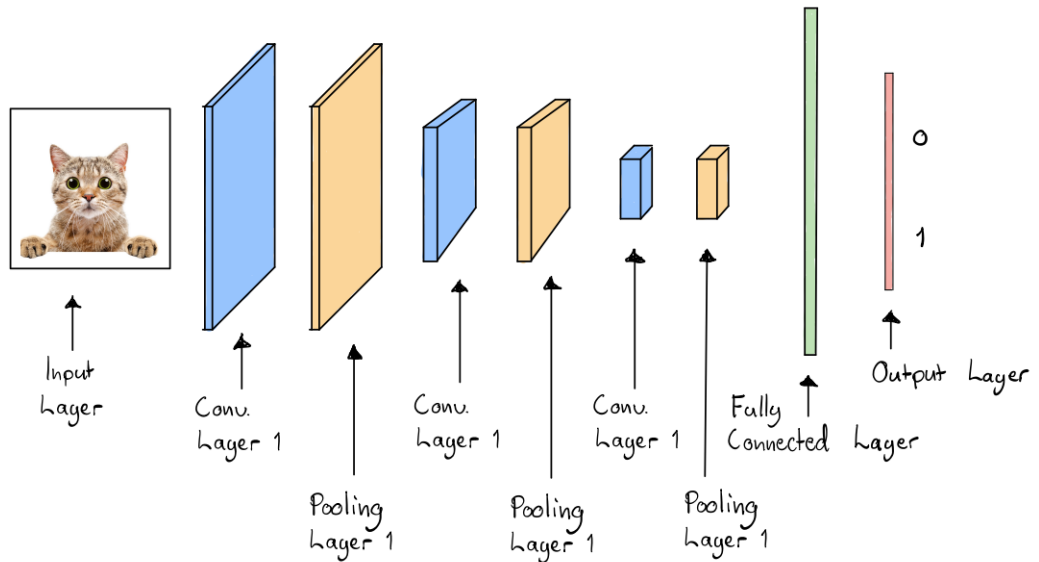 0
1
Input
Layer
Conv.
Layer 1
Pooling
Layer 1
Conv.
Layer 1
Pooling
Layer 1
Conv.
Layer 1
Pooling
Layer 1
Fully
Connected Layer
Output Layer